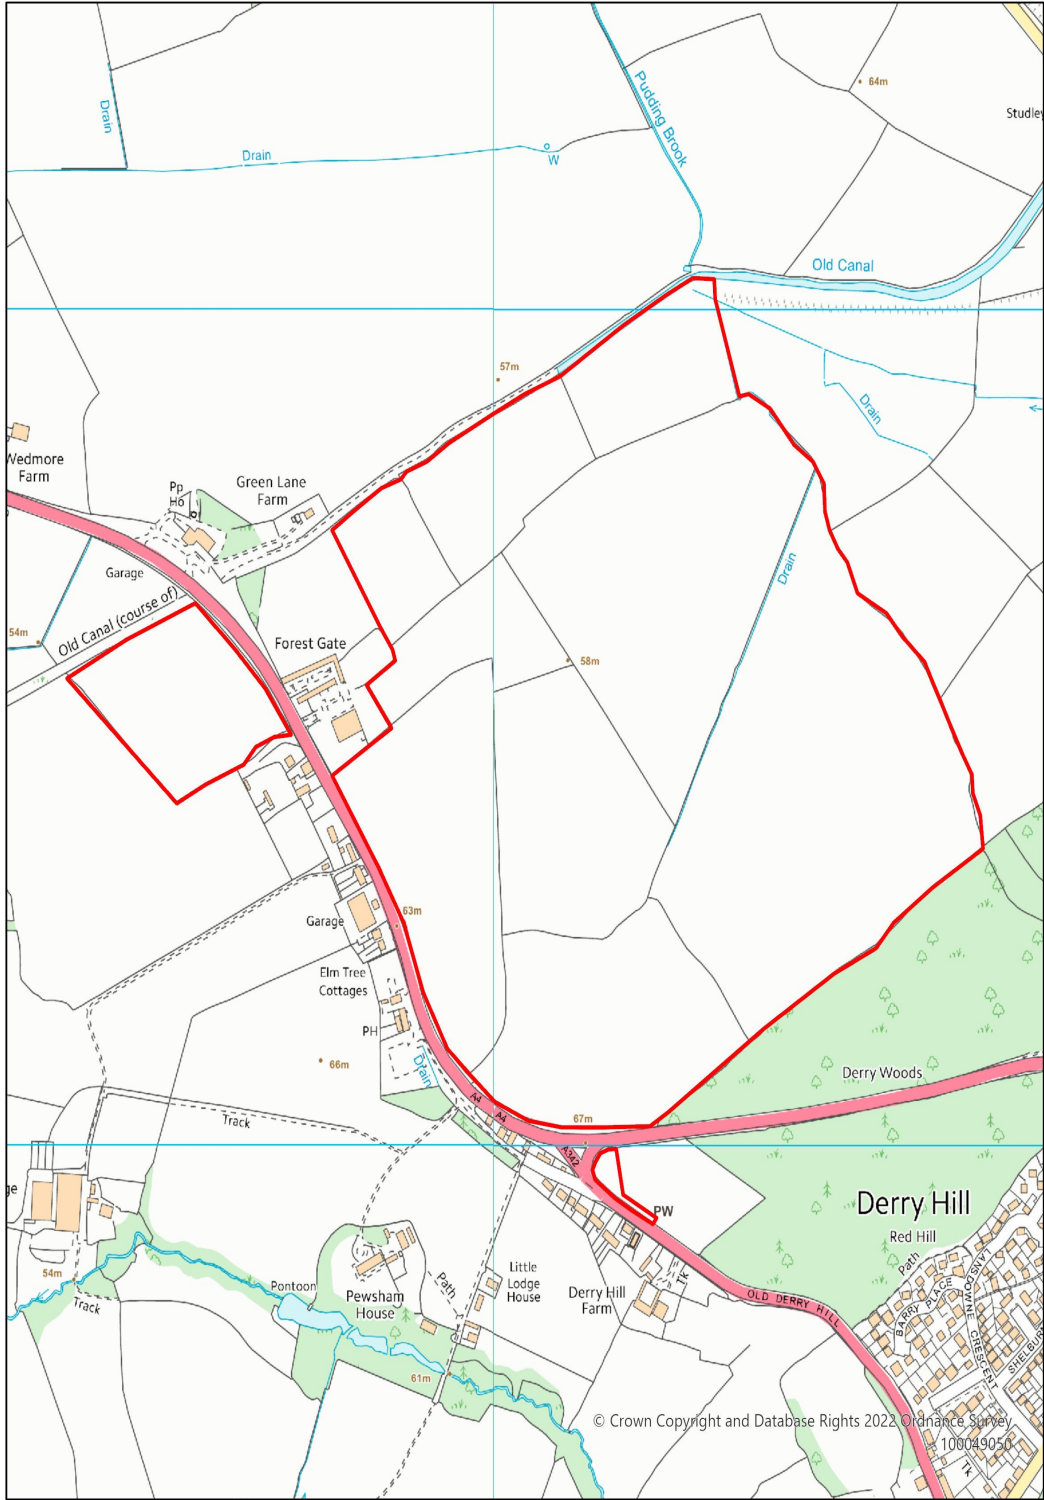 64m
Studley
Drain
Pudding Brook
Drain
W
Old Canal
57m
Drain
Wedmore
Farm
Pp
Ho
Green Lane
Farm
Garage
Drain
Old Canal (course of)
54m
Forest Gate
58m
63m
Garage
Elm Tree
Cottages
PH
66m
Drain
Derry Woods
A4
A4
67m
Track
A342
PW
Derry Hill
Red Hill
Path
54m
Track
Pontoon
Pewsham
House
Path
Little
Lodge
House
Derry Hill
Farm
Tk
OLD DERRY HILL
BARRY PLACE
LANSDOWNE CRESCENT
61m
© Crown Copyright and Database Rights 2022 Ordnance Survey
100049050
Tk